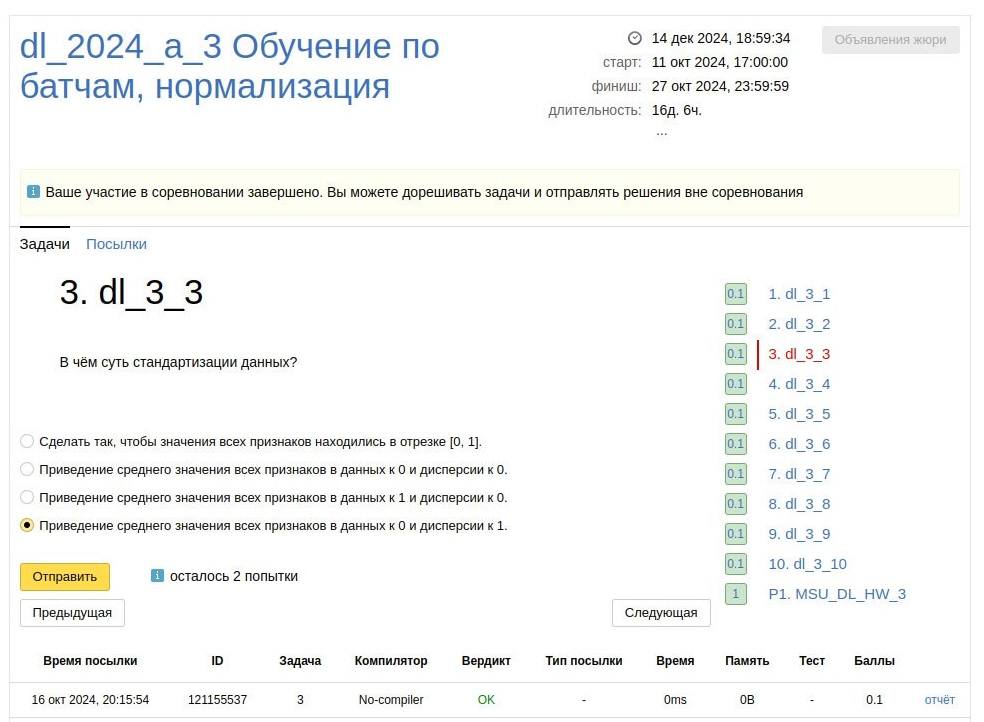 dl_2024_a_3 Обучение по
батчам, нормализация
14 дек 2024, 18:59:34
старт: 11 окт 2024, 17:00:00
финиш: 27 окт 2024, 23:59:59
длительность: 16д. 6ч.
...
Объявления жюри
Ваше участие в соревновании завершено. Вы можете дорешивать задачи и отправлять решения вне соревнования
Задачи Посылки
3. dl_3_3
В чём суть стандартизации данных?
Сделать так, чтобы значения всех признаков находились в отрезке [0, 1].
Приведение среднего значения всех признаков в данных к 0 и дисперсии к 0.
Приведение среднего значения всех признаков в данных к 1 и дисперсии к 0.
Приведение среднего значения всех признаков в данных к 0 и дисперсии к 1.
Отправить осталось 2 попытки
Предыдущая Следующая
0.1 1. dl_3_1
0.1 2. dl_3_2
0.1 3. dl_3_3
0.1 4. dl_3_4
0.1 5. dl_3_5
0.1 6. dl_3_6
0.1 7. dl_3_7
0.1 8. dl_3_8
0.1 9. dl_3_9
0.1 10. dl_3_10
1 P1. MSU_DL_HW_3
Время посылки ID Задача Компилятор Вердикт Тип посылки Время Память Тест Баллы
16 окт 2024, 20:15:54 121155537 3 No-compiler OK - 0ms 0B - 0.1 отчёт